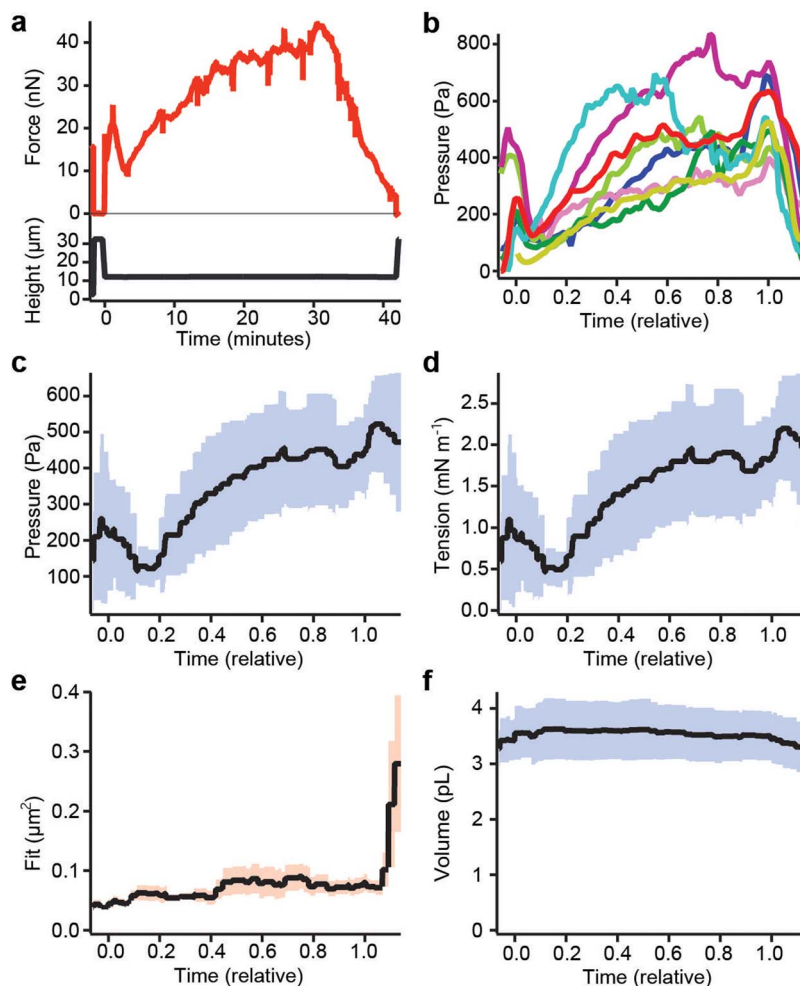 a
Force (nN)
40
30
20
10
0
Height (μm)
30
20
10
0
0 10 20 30 40
Time (minutes)
b
Pressure (Pa)
800
600
400
200
0
0.0 0.2 0.4 0.6 0.8 1.0
Time (relative)
c
Pressure (Pa)
600
500
400
300
200
100
0.0 0.2 0.4 0.6 0.8 1.0
Time (relative)
d
Tension (mN m⁻¹)
2.5
2.0
1.5
1.0
0.5
0.0
0.0 0.2 0.4 0.6 0.8 1.0
Time (relative)
e
Fit (μm²)
0.4
0.3
0.2
0.1
0.0
0.0 0.2 0.4 0.6 0.8 1.0
Time (relative)
f
Volume (pL)
4
3
2
1
0
0.0 0.2 0.4 0.6 0.8 1.0
Time (relative)